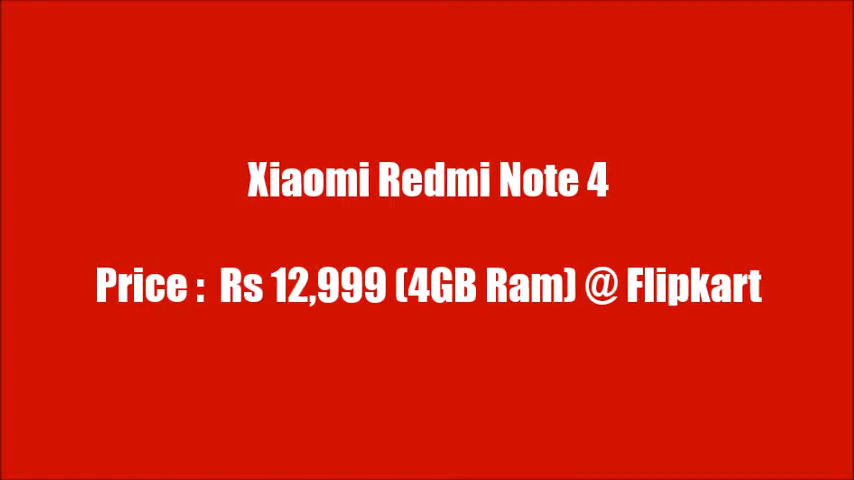 Xiaomi Redmi Note 4
Price :  Rs 12,999 (4GB Ram) @ Flipkart